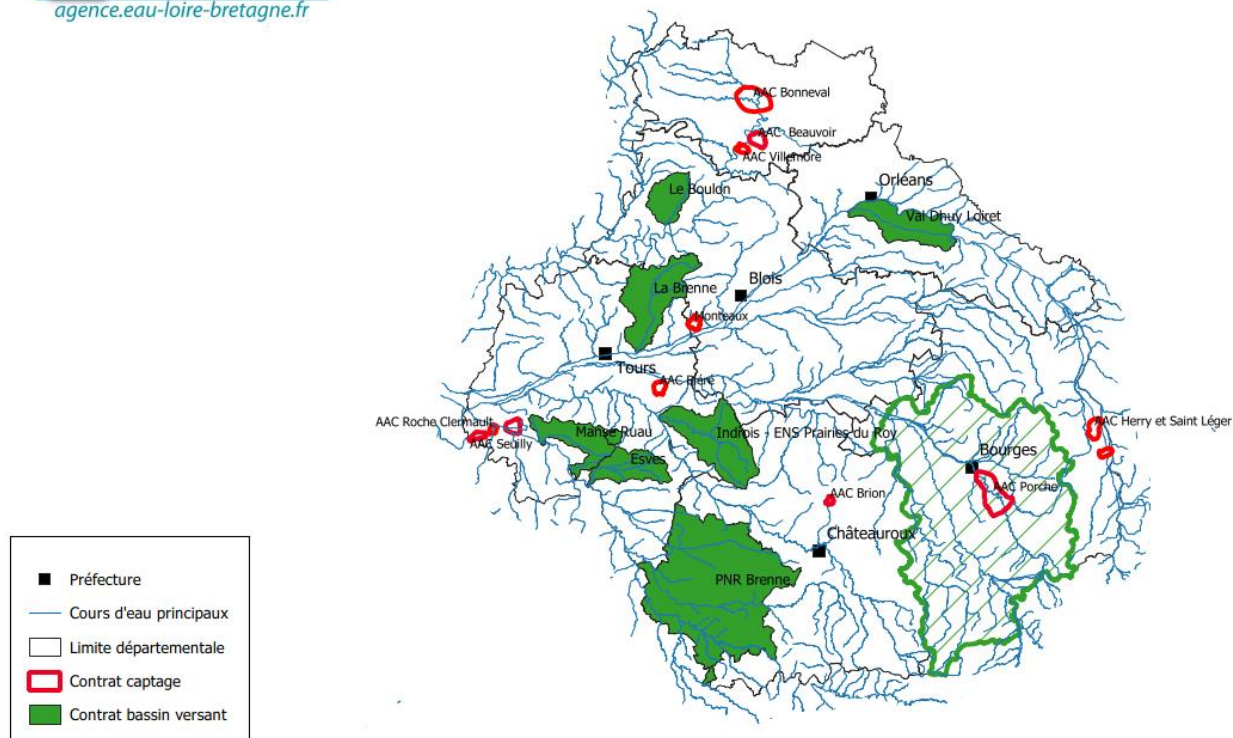 agence.eau-loire-bretagne.fr
AAC Bonneval
AAC Beauvoir
AAC Villemore
Le Boulon
Orléans
Val Dhuy Loiret
La Brenne
Blois
Monteaux
Tours
AAC Bléré
AAC Roche Clermault
AAC Seuilly
Manse Ruau
Esves
Indrois - ENS Prairies du Roy
AAC Herry et Saint Léger
Bourges
AAC Porche
AAC Brion
Châteauroux
PNR Brenne
Préfecture
Cours d'eau principaux
Limite départementale
Contrat captage
Contrat bassin versant